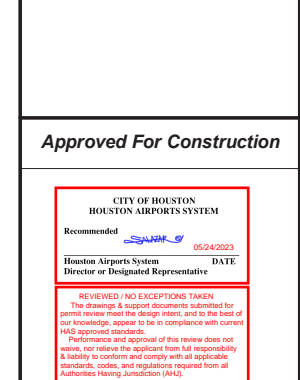 Approved For Construction
CITY OF HOUSTON
HOUSTON AIRPORTS SYSTEM
Recommended
05/24/2023
Houston Airports System DATE
Director or Designated Representative
REVIEWED / NO EXCEPTIONS TAKEN
The drawings & support documents submitted for
permit review meet the design intent, and to the best of
our knowledge, appear to be in compliance with current
HAS approved standards.
Performance and approval of this review does not
waive, nor relieve the applicant from full responsibility
& liability to conform and comply with all applicable
standards, codes, and regulations required from all
Authorities Having Jurisdiction (AHJ).